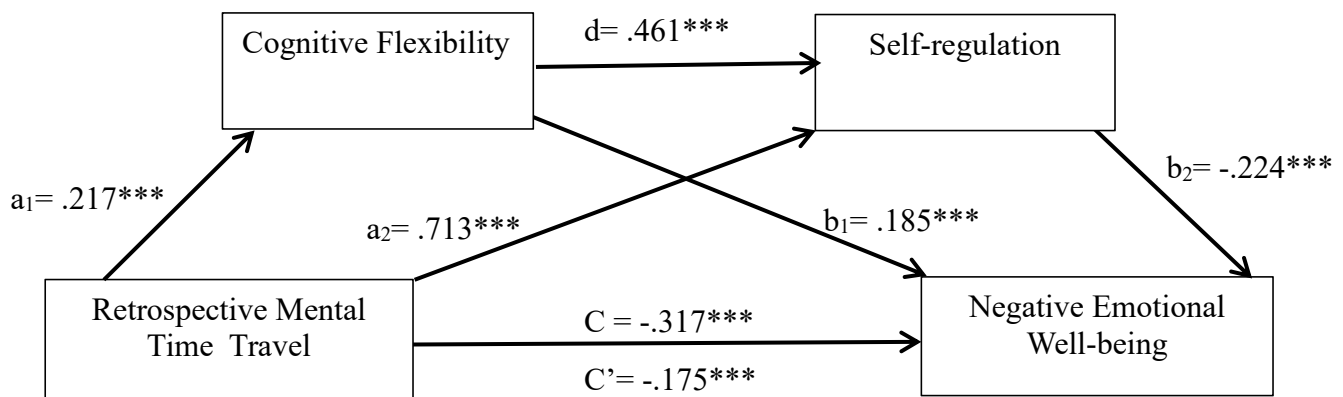 Cognitive Flexibility
d= .461***
Self-regulation
a₁= .217***
a₂= .713***
b₁= .185***
b₂= -.224***
Retrospective Mental
Time Travel
C = -.317***
C’= -.175***
Negative Emotional
Well-being